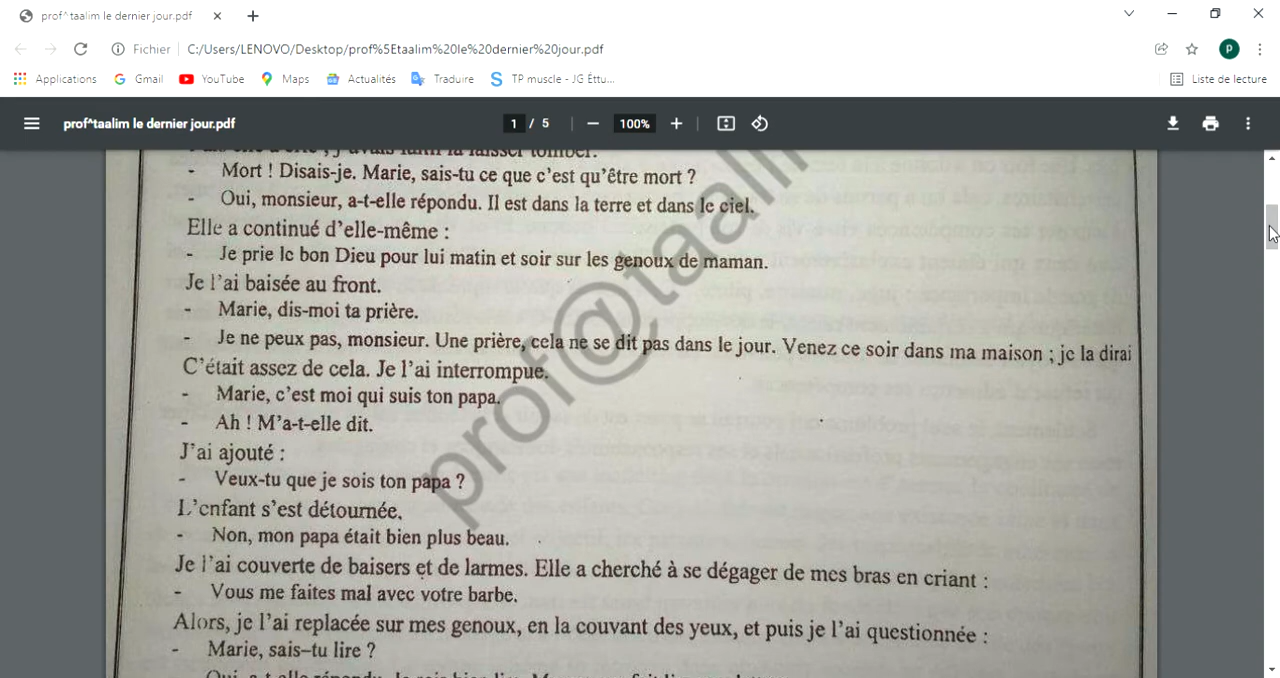 prof^taalim le dernier jour.pdf
Fichier C:/Users/LENOVO/Desktop/prof%5Etaalim%20le%20dernier%20jour.pdf
P
Applications Gmail YouTube Maps Actualités Traduire TP muscle - JG Éttu... Liste de lecture
prof^taalim le dernier jour.pdf 1 / 5 100%
laisser tomber.
- Mort ! Disais-je. Marie, sais-tu ce que c’est qu’être mort ?
- Oui, monsieur, a-t-elle répondu. Il est dans la terre et dans le ciel.
Elle a continué d’elle-même :
- Je prie le bon Dieu pour lui matin et soir sur les genoux de maman.
Je l’ai baisée au front.
- Marie, dis-moi ta prière.
- Je ne peux pas, monsieur. Une prière, cela ne se dit pas dans le jour. Venez ce soir dans ma maison ; je la dirai
C’était assez de cela. Je l’ai interrompue.
- Marie, c’est moi qui suis ton papa.
- Ah ! M’a-t-elle dit.
J’ai ajouté :
- Veux-tu que je sois ton papa ?
L’enfant s’est détournée.
- Non, mon papa était bien plus beau.
Je l’ai couverte de baisers et de larmes. Elle a cherché à se dégager de mes bras en criant :
- Vous me faites mal avec votre barbe.
Alors, je l’ai replacée sur mes genoux, en la couvant des yeux, et puis je l’ai questionnée :
- Marie, sais–tu lire ?
prof@taalim